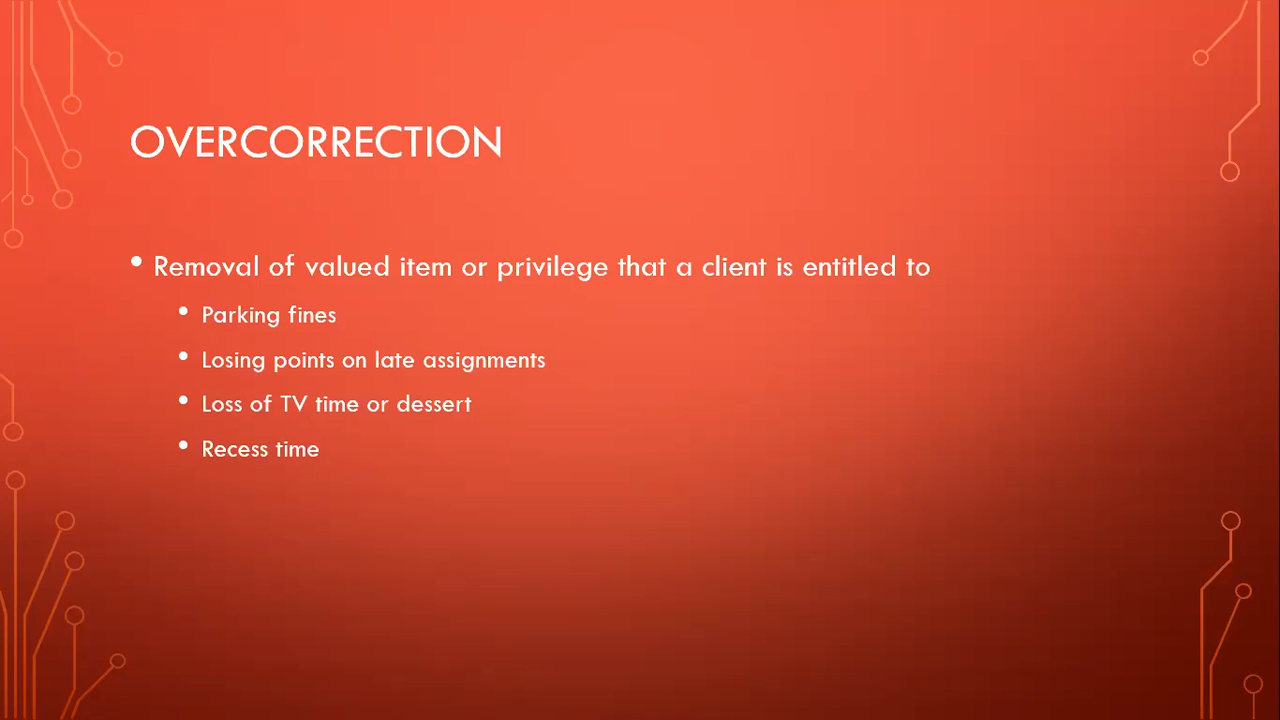 OVERCORRECTION
• Removal of valued item or privilege that a client is entitled to
• Parking fines
• Losing points on late assignments
• Loss of TV time or dessert
• Recess time